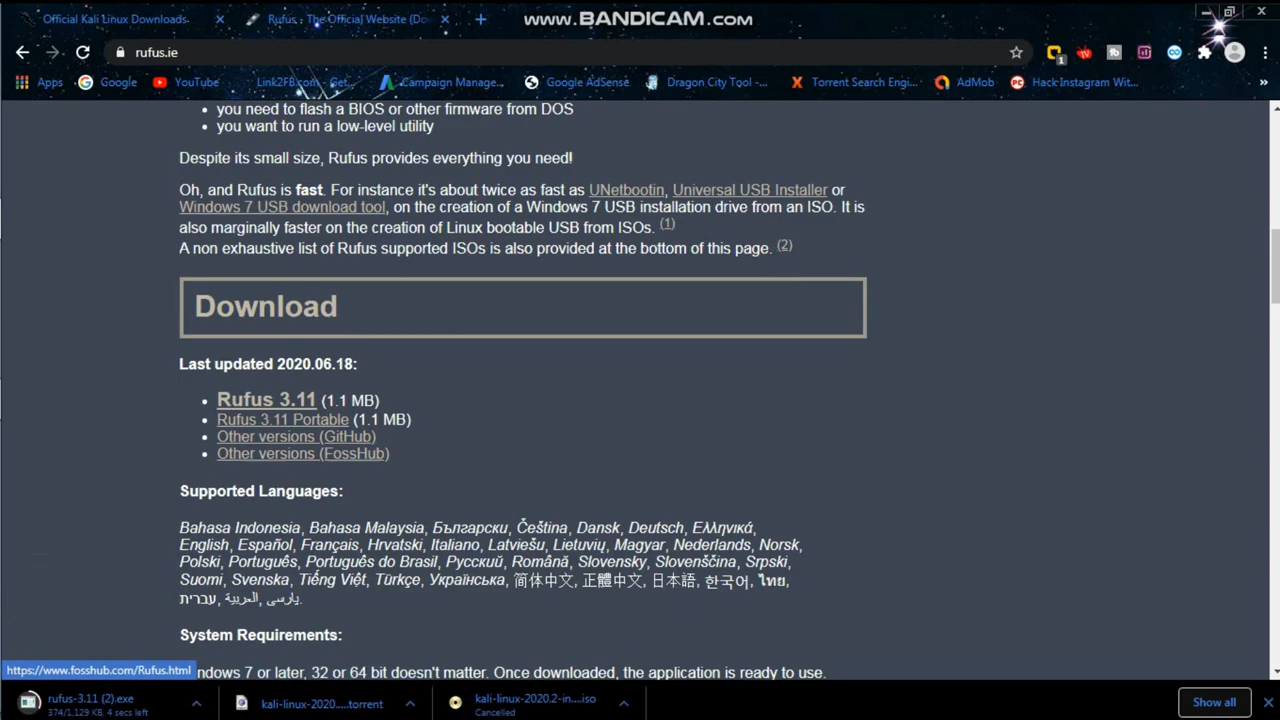 Official Kali Linux Downloads
Rufus - The Official Website (Do
www.BANDICAM.com
rufus.ie
1
Apps
Google
YouTube
Link2FB.com - Get...
Campaign Manage...
Google AdSense
Dragon City Tool -...
Torrent Search Engi...
AdMob
Hack Instagram Wit...
»
you need to flash a BIOS or other firmware from DOS
you want to run a low-level utility
Despite its small size, Rufus provides everything you need!
Oh, and Rufus is fast. For instance it's about twice as fast as UNetbootin, Universal USB Installer or
Windows 7 USB download tool, on the creation of a Windows 7 USB installation drive from an ISO. It is
also marginally faster on the creation of Linux bootable USB from ISOs. (1)
A non exhaustive list of Rufus supported ISOs is also provided at the bottom of this page. (2)
Download
Last updated 2020.06.18:
Rufus 3.11 (1.1 MB)
Rufus 3.11 Portable (1.1 MB)
Other versions (GitHub)
Other versions (FossHub)
Supported Languages:
Bahasa Indonesia, Bahasa Malaysia, Български, Čeština, Dansk, Deutsch, Ελληνικά,
English, Español, Français, Hrvatski, Italiano, Latviešu, Lietuvių, Magyar, Nederlands, Norsk,
Polski, Português, Português do Brasil, Русский, Română, Slovensky, Slovenščina, Srpski,
Suomi, Svenska, Tiếng Việt, Türkçe, Українська, 简体中文, 正體中文, 日本語, 한국어, ไทย,
עברית, العربية, پارسی.
System Requirements:
ndows 7 or later, 32 or 64 bit doesn't matter. Once downloaded, the application is ready to use.
https://www.fosshub.com/Rufus.html
rufus-3.11 (2).exe
374/1,129 KB, 4 secs left
kali-linux-2020.....torrent
kali-linux-2020.2-in....iso
Cancelled
Show all